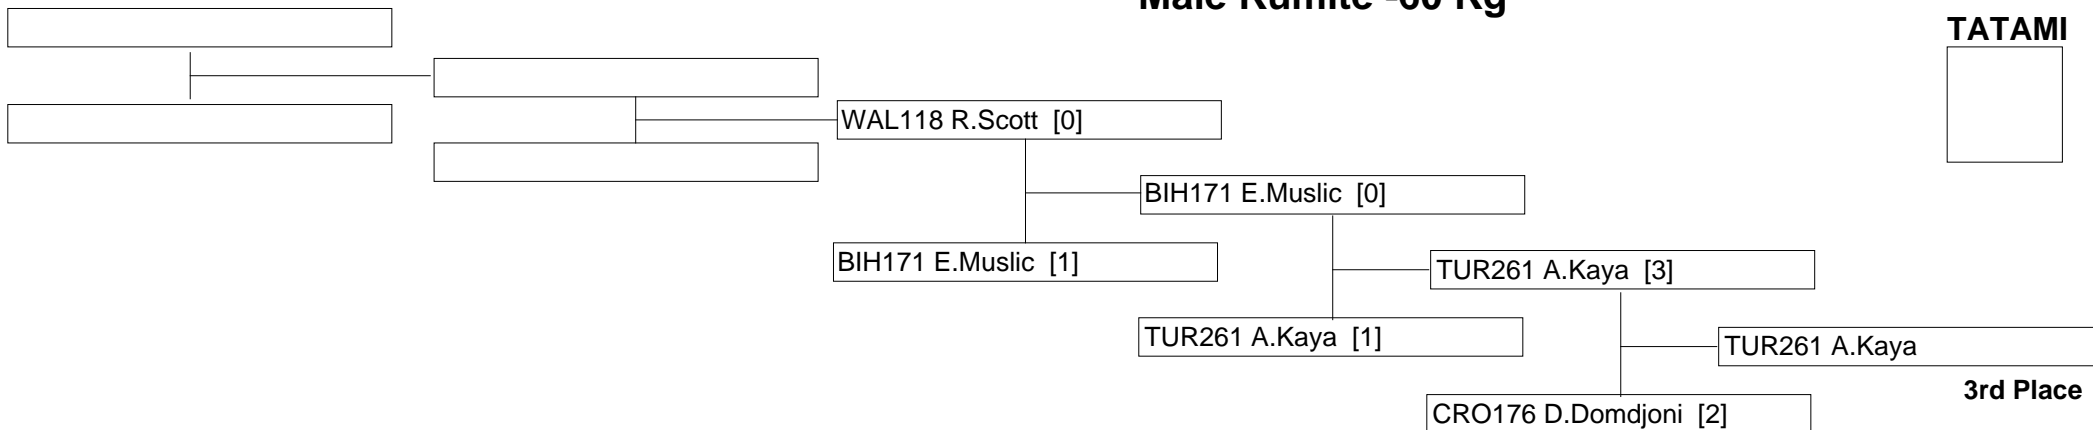 Male Kumite -60 Kg
TATAMI
WAL118 R.Scott [0]
BIH171 E.Muslic [0]
BIH171 E.Muslic [1]
TUR261 A.Kaya [3]
TUR261 A.Kaya [1]
TUR261 A.Kaya
3rd Place
CRO176 D.Domdjoni [2]